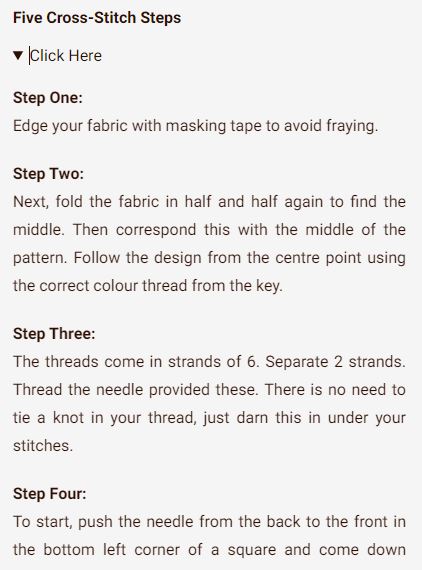 Five Cross-Stitch Steps
▼ Click Here
Step One:
Edge your fabric with masking tape to avoid fraying.
Step Two:
Next, fold the fabric in half and half again to find the
middle. Then correspond this with the middle of the
pattern. Follow the design from the centre point using
the correct colour thread from the key.
Step Three:
The threads come in strands of 6. Separate 2 strands.
Thread the needle provided these. There is no need to
tie a knot in your thread, just darn this in under your
stitches.
Step Four:
To start, push the needle from the back to the front in
the bottom left corner of a square and come down